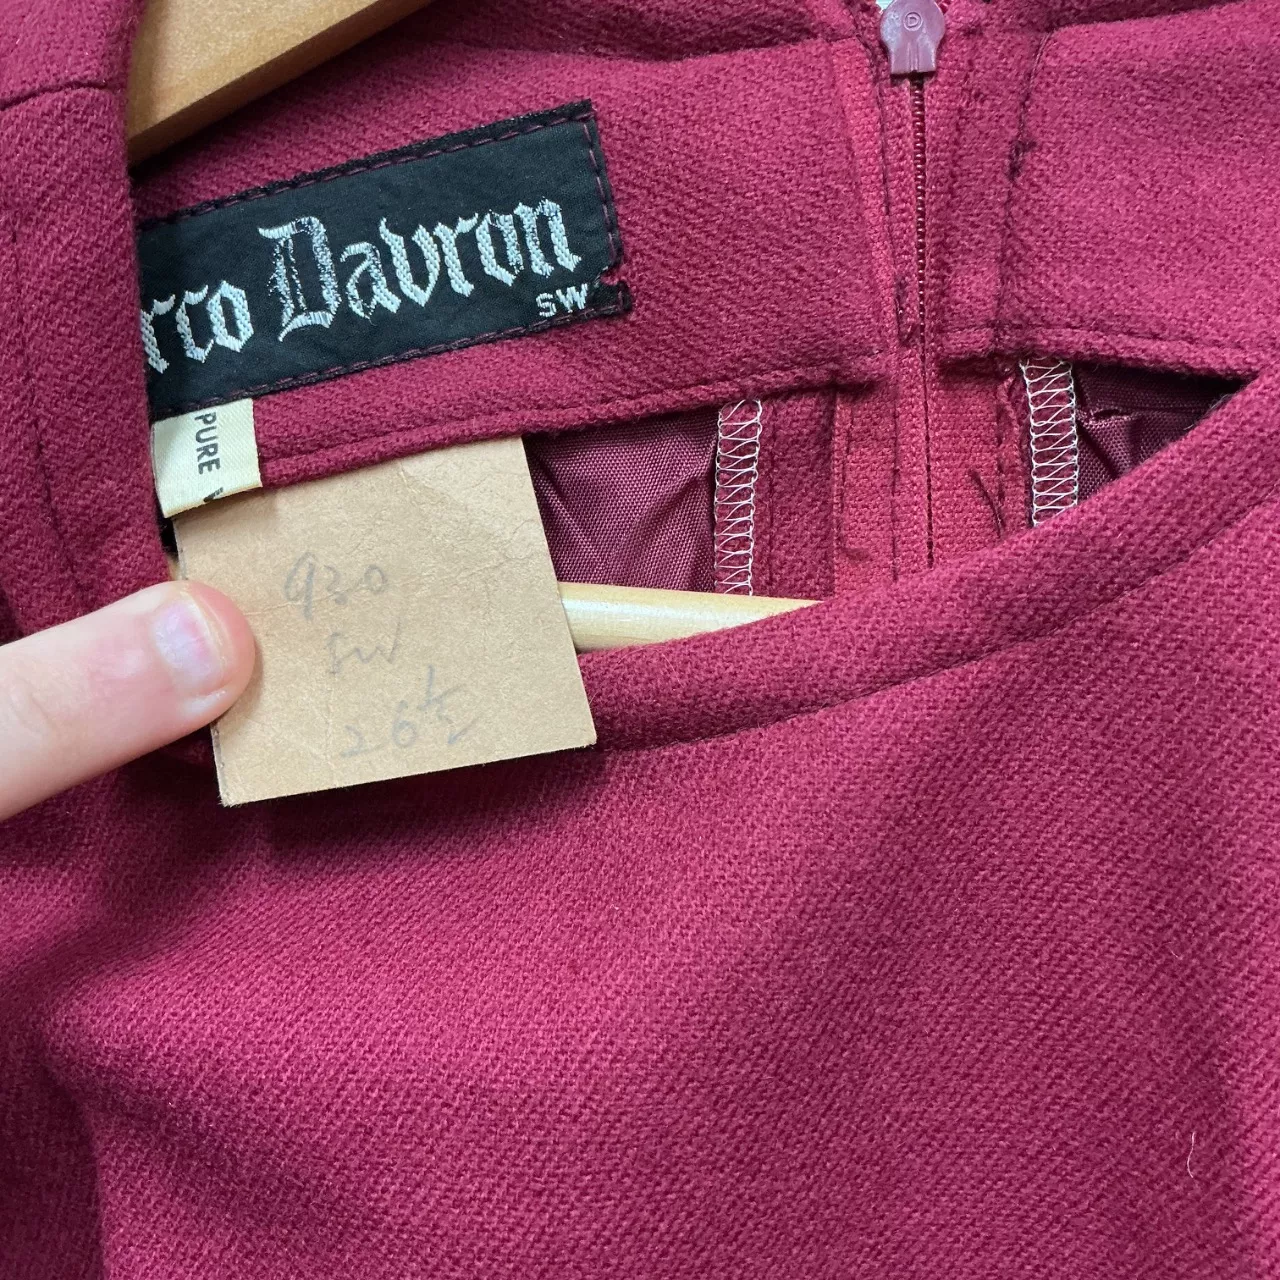 rco Davron
SW
PURE
930
SW
26½